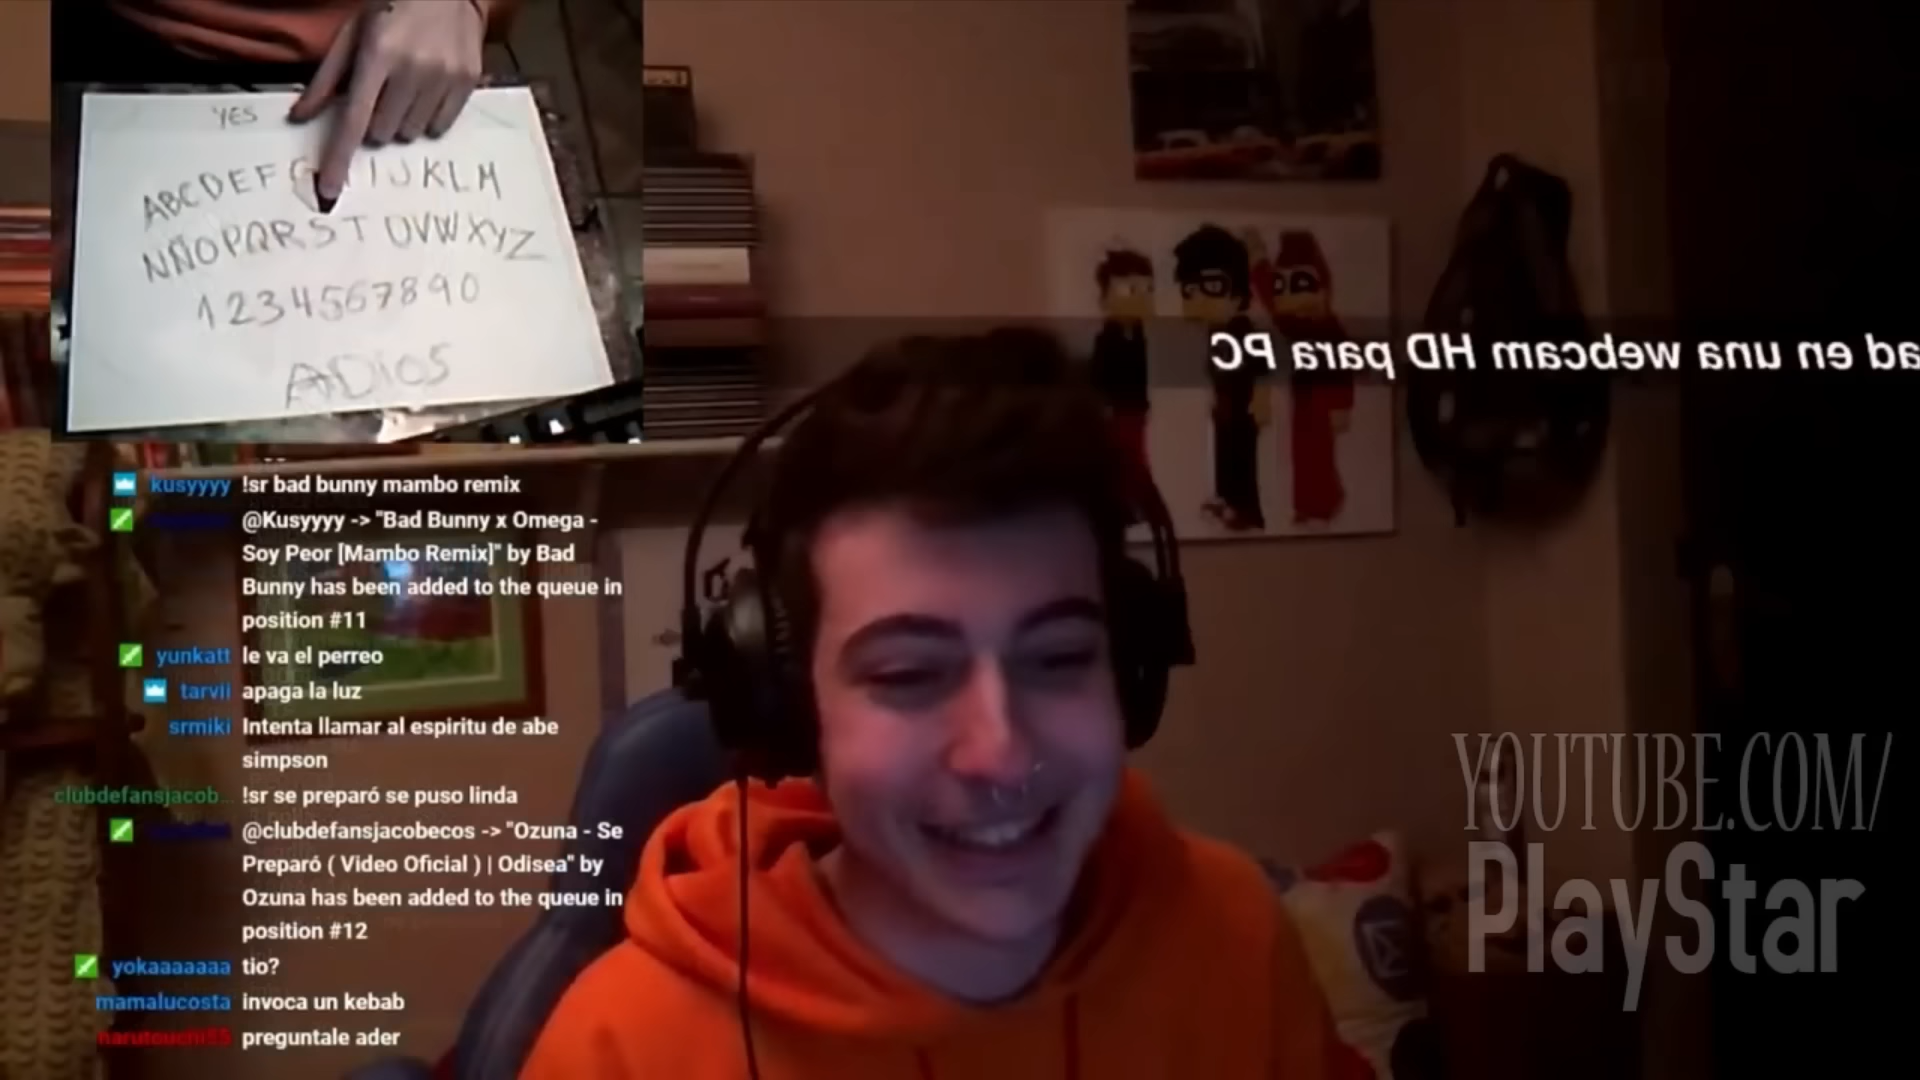 YES
ABCDEFG IJKLM
NÑOPQRSTUVWXYZ
1234567890
ADIOS
kusyyyy !sr bad bunny mambo remix
@Kusyyyy -> "Bad Bunny x Omega -
Soy Peor [Mambo Remix]" by Bad
Bunny has been added to the queue in
position #11
yunkatt le va el perreo
tarvii apaga la luz
srmiki Intenta llamar al espiritu de abe
simpson
clubdefansjacob... !sr se preparó se puso linda
@clubdefansjacobecos -> "Ozuna - Se
Preparó ( Video Oficial ) | Odisea" by
Ozuna has been added to the queue in
position #12
yokaaaaaaa tio?
mamalucosta invoca un kebab
narutouchi55 preguntale ader
ad en una webcam HD para PC
YOUTUBE.COM/
PlayStar